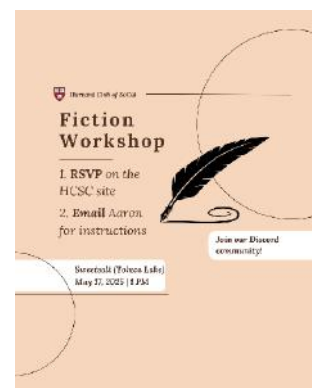 Harvard Club of SoCal
Fiction
Workshop
1. RSVP on the
HCSC site
2. Email Aaron
for instructions
Join our Discord
community!
Sweetsalt (Toluca Lake)
May 17, 2025 | 1 PM